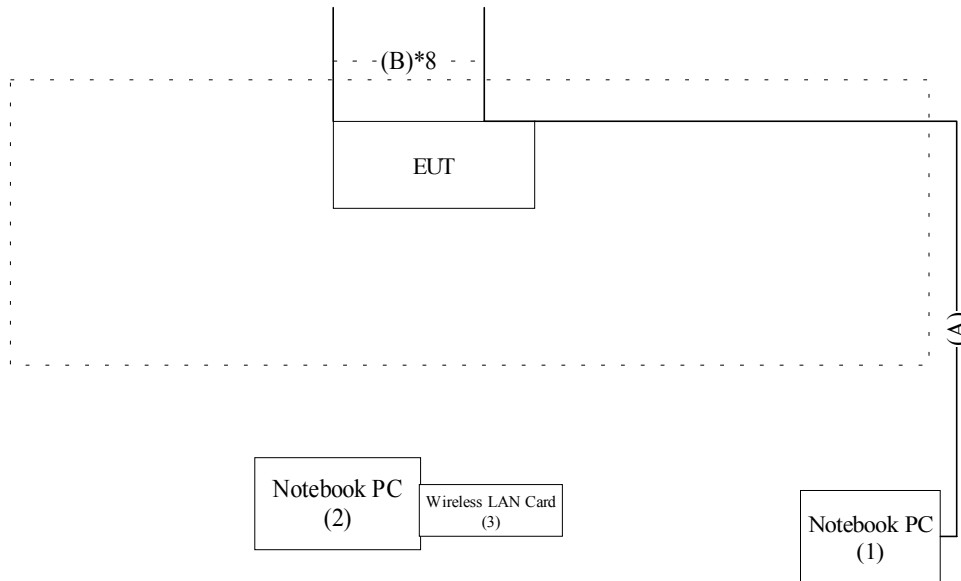 (B)*8
EUT
(A)
Notebook PC
(2)
Wireless LAN Card
(3)
Notebook PC
(1)